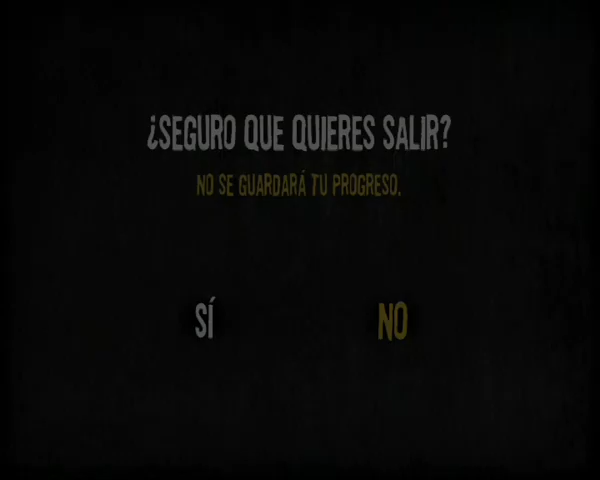 ¿SEGURO QUE QUIERES SALIR?
NO SE GUARDARÁ TU PROGRESO.
SÍ NO